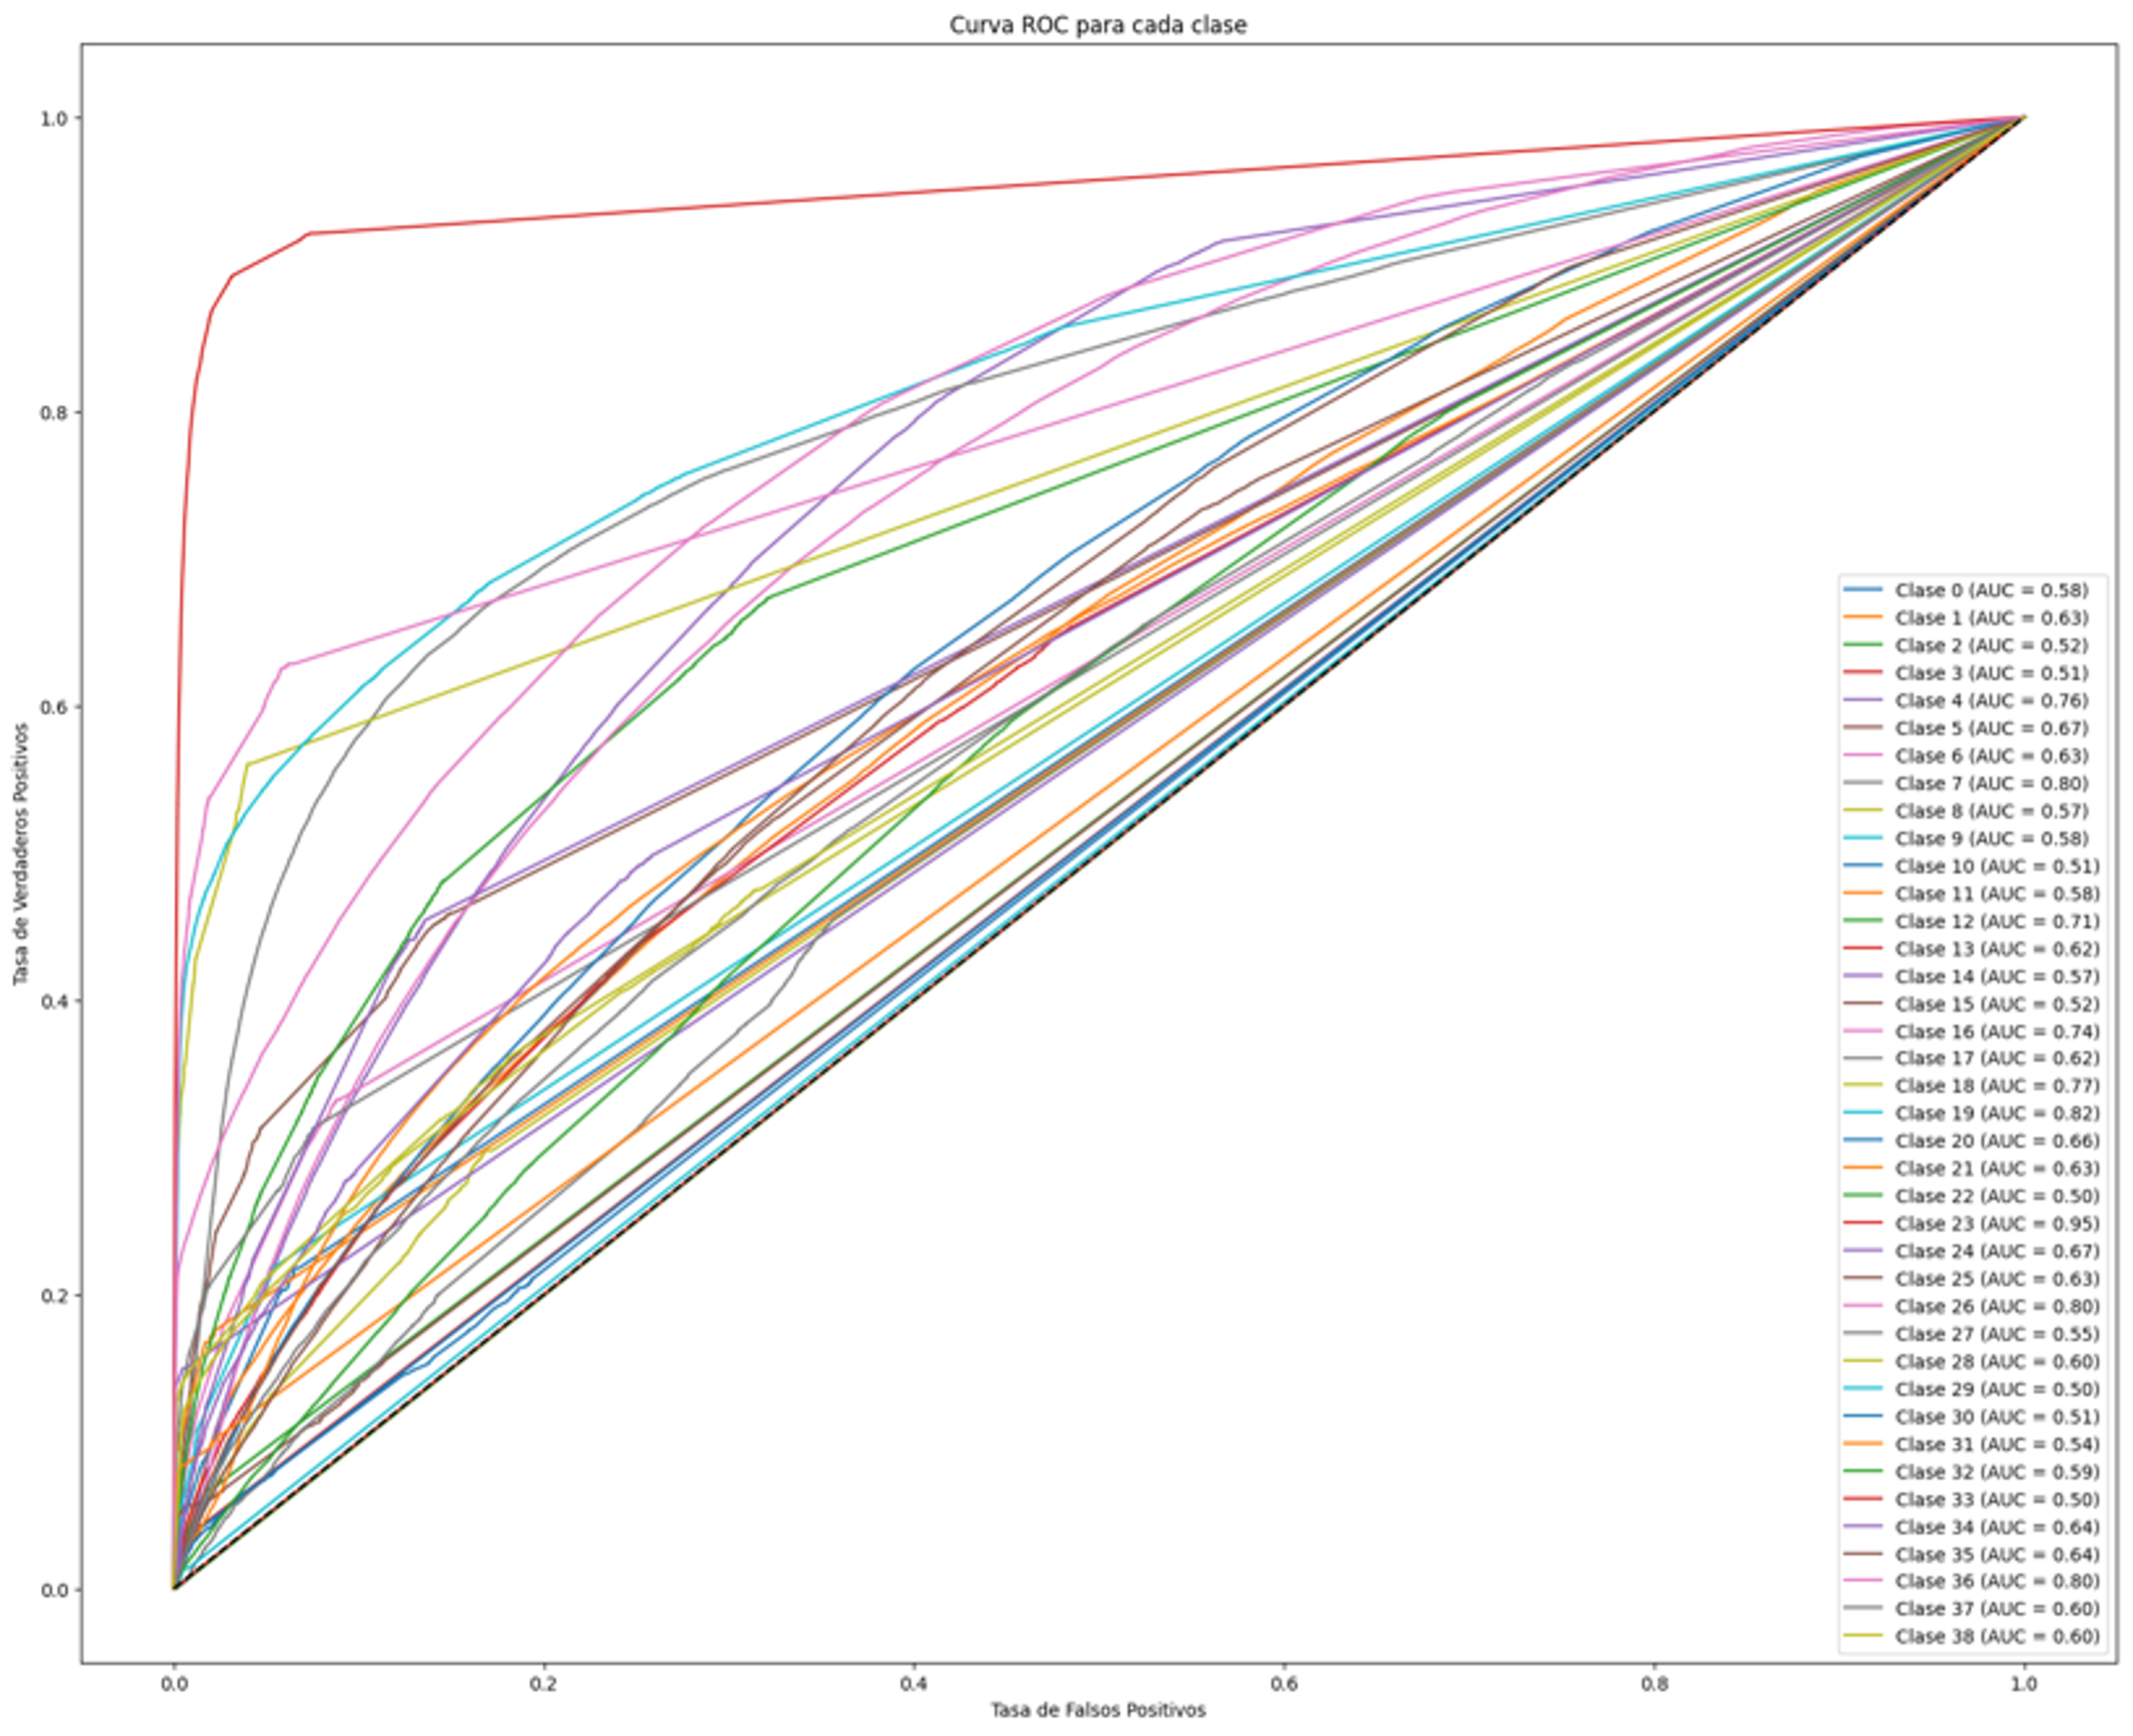 Curva ROC para cada clase
1.0
0.8
0.6
0.4
0.2
0.0
Tasa de Verdaderos Positivos
Clase 0 (AUC = 0.58)
Clase 1 (AUC = 0.63)
Clase 2 (AUC = 0.52)
Clase 3 (AUC = 0.51)
Clase 4 (AUC = 0.76)
Clase 5 (AUC = 0.67)
Clase 6 (AUC = 0.63)
Clase 7 (AUC = 0.80)
Clase 8 (AUC = 0.57)
Clase 9 (AUC = 0.58)
Clase 10 (AUC = 0.51)
Clase 11 (AUC = 0.58)
Clase 12 (AUC = 0.71)
Clase 13 (AUC = 0.62)
Clase 14 (AUC = 0.57)
Clase 15 (AUC = 0.52)
Clase 16 (AUC = 0.74)
Clase 17 (AUC = 0.62)
Clase 18 (AUC = 0.77)
Clase 19 (AUC = 0.82)
Clase 20 (AUC = 0.66)
Clase 21 (AUC = 0.63)
Clase 22 (AUC = 0.50)
Clase 23 (AUC = 0.95)
Clase 24 (AUC = 0.67)
Clase 25 (AUC = 0.63)
Clase 26 (AUC = 0.80)
Clase 27 (AUC = 0.55)
Clase 28 (AUC = 0.60)
Clase 29 (AUC = 0.50)
Clase 30 (AUC = 0.51)
Clase 31 (AUC = 0.54)
Clase 32 (AUC = 0.59)
Clase 33 (AUC = 0.50)
Clase 34 (AUC = 0.64)
Clase 35 (AUC = 0.64)
Clase 36 (AUC = 0.80)
Clase 37 (AUC = 0.60)
Clase 38 (AUC = 0.60)
0.0 0.2 0.4 0.6 0.8 1.0
Tasa de Falsos Positivos